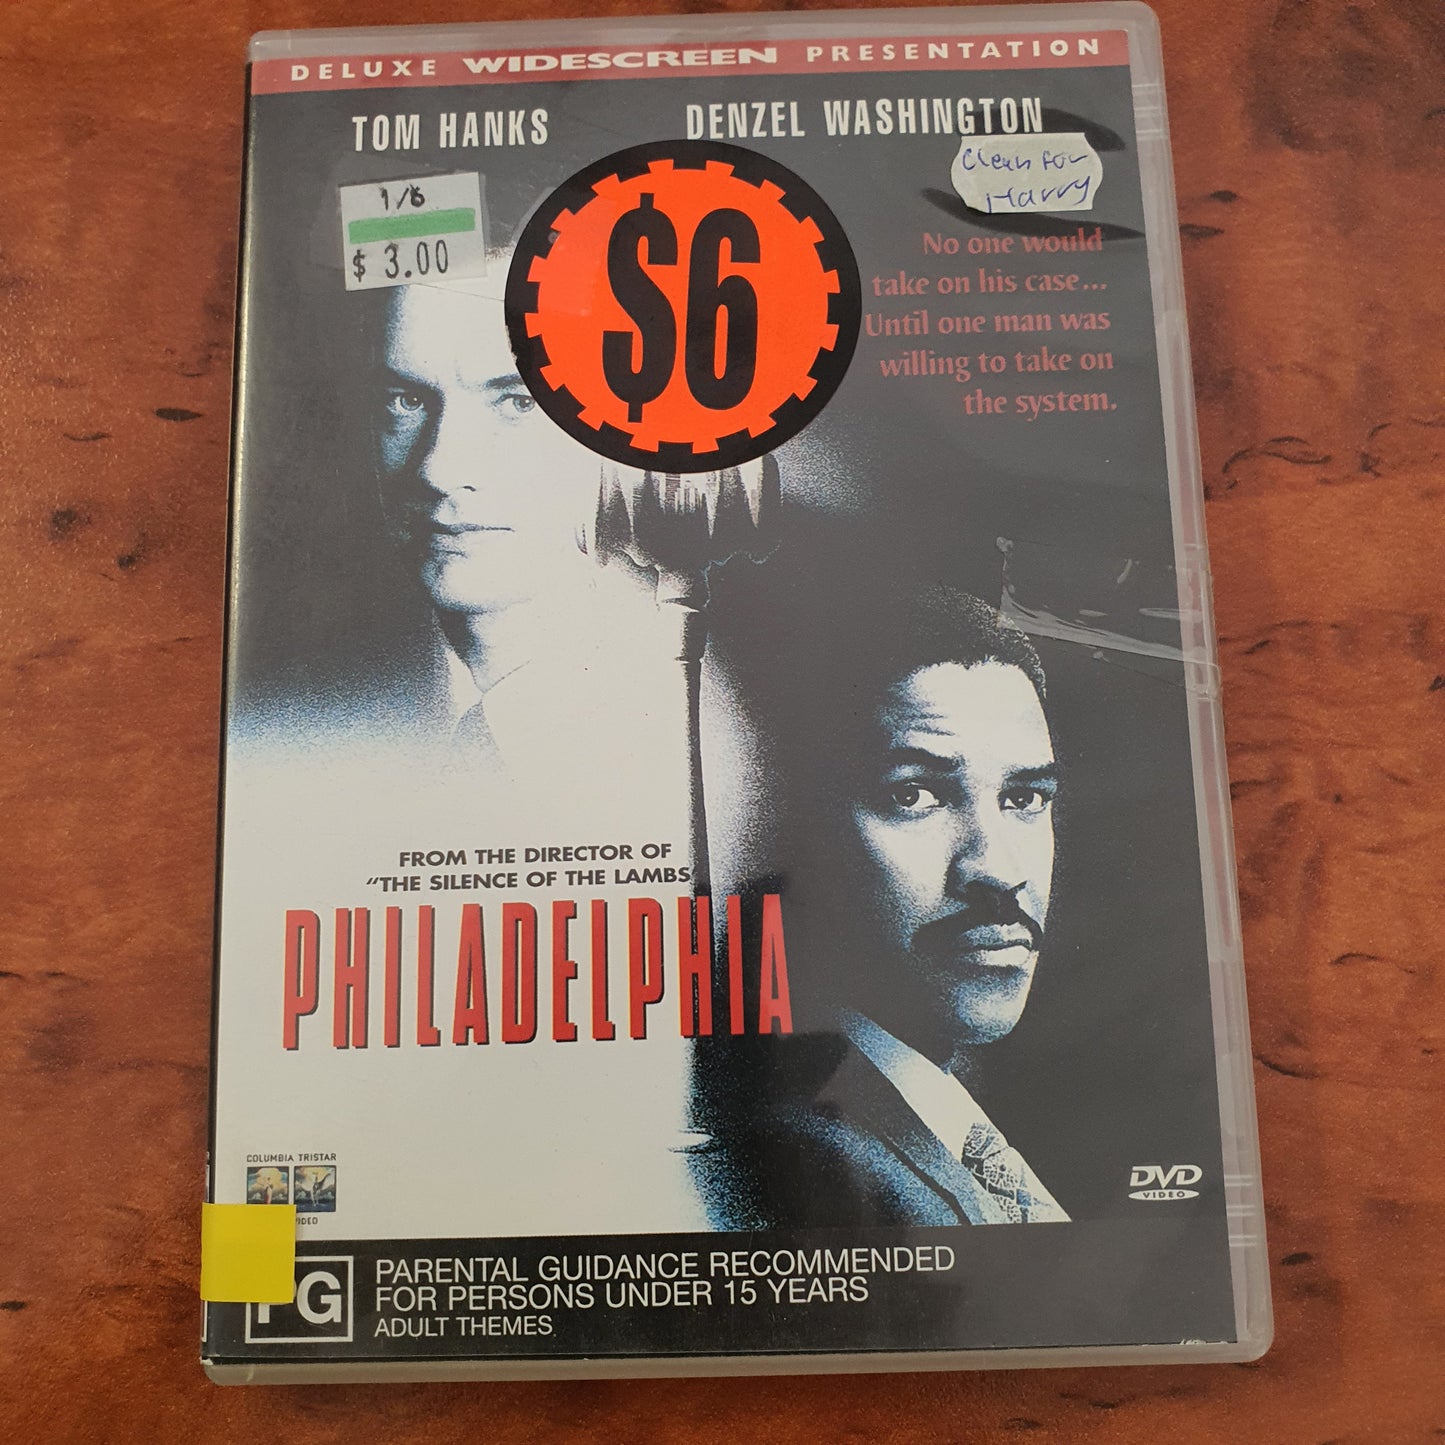 DELUXE WIDESCREEN PRESENTATION
TOM HANKS
DENZEL WASHINGTON
Clean for
Harry
1/6
$ 3.00
$6
No one would
take on his case...
Until one man was
willing to take on
the system.
FROM THE DIRECTOR OF
"THE SILENCE OF THE LAMBS
PHILADELPHIA
COLUMBIA TRISTAR
VIDEO
DVD
VIDEO
PG
PARENTAL GUIDANCE RECOMMENDED
FOR PERSONS UNDER 15 YEARS
ADULT THEMES